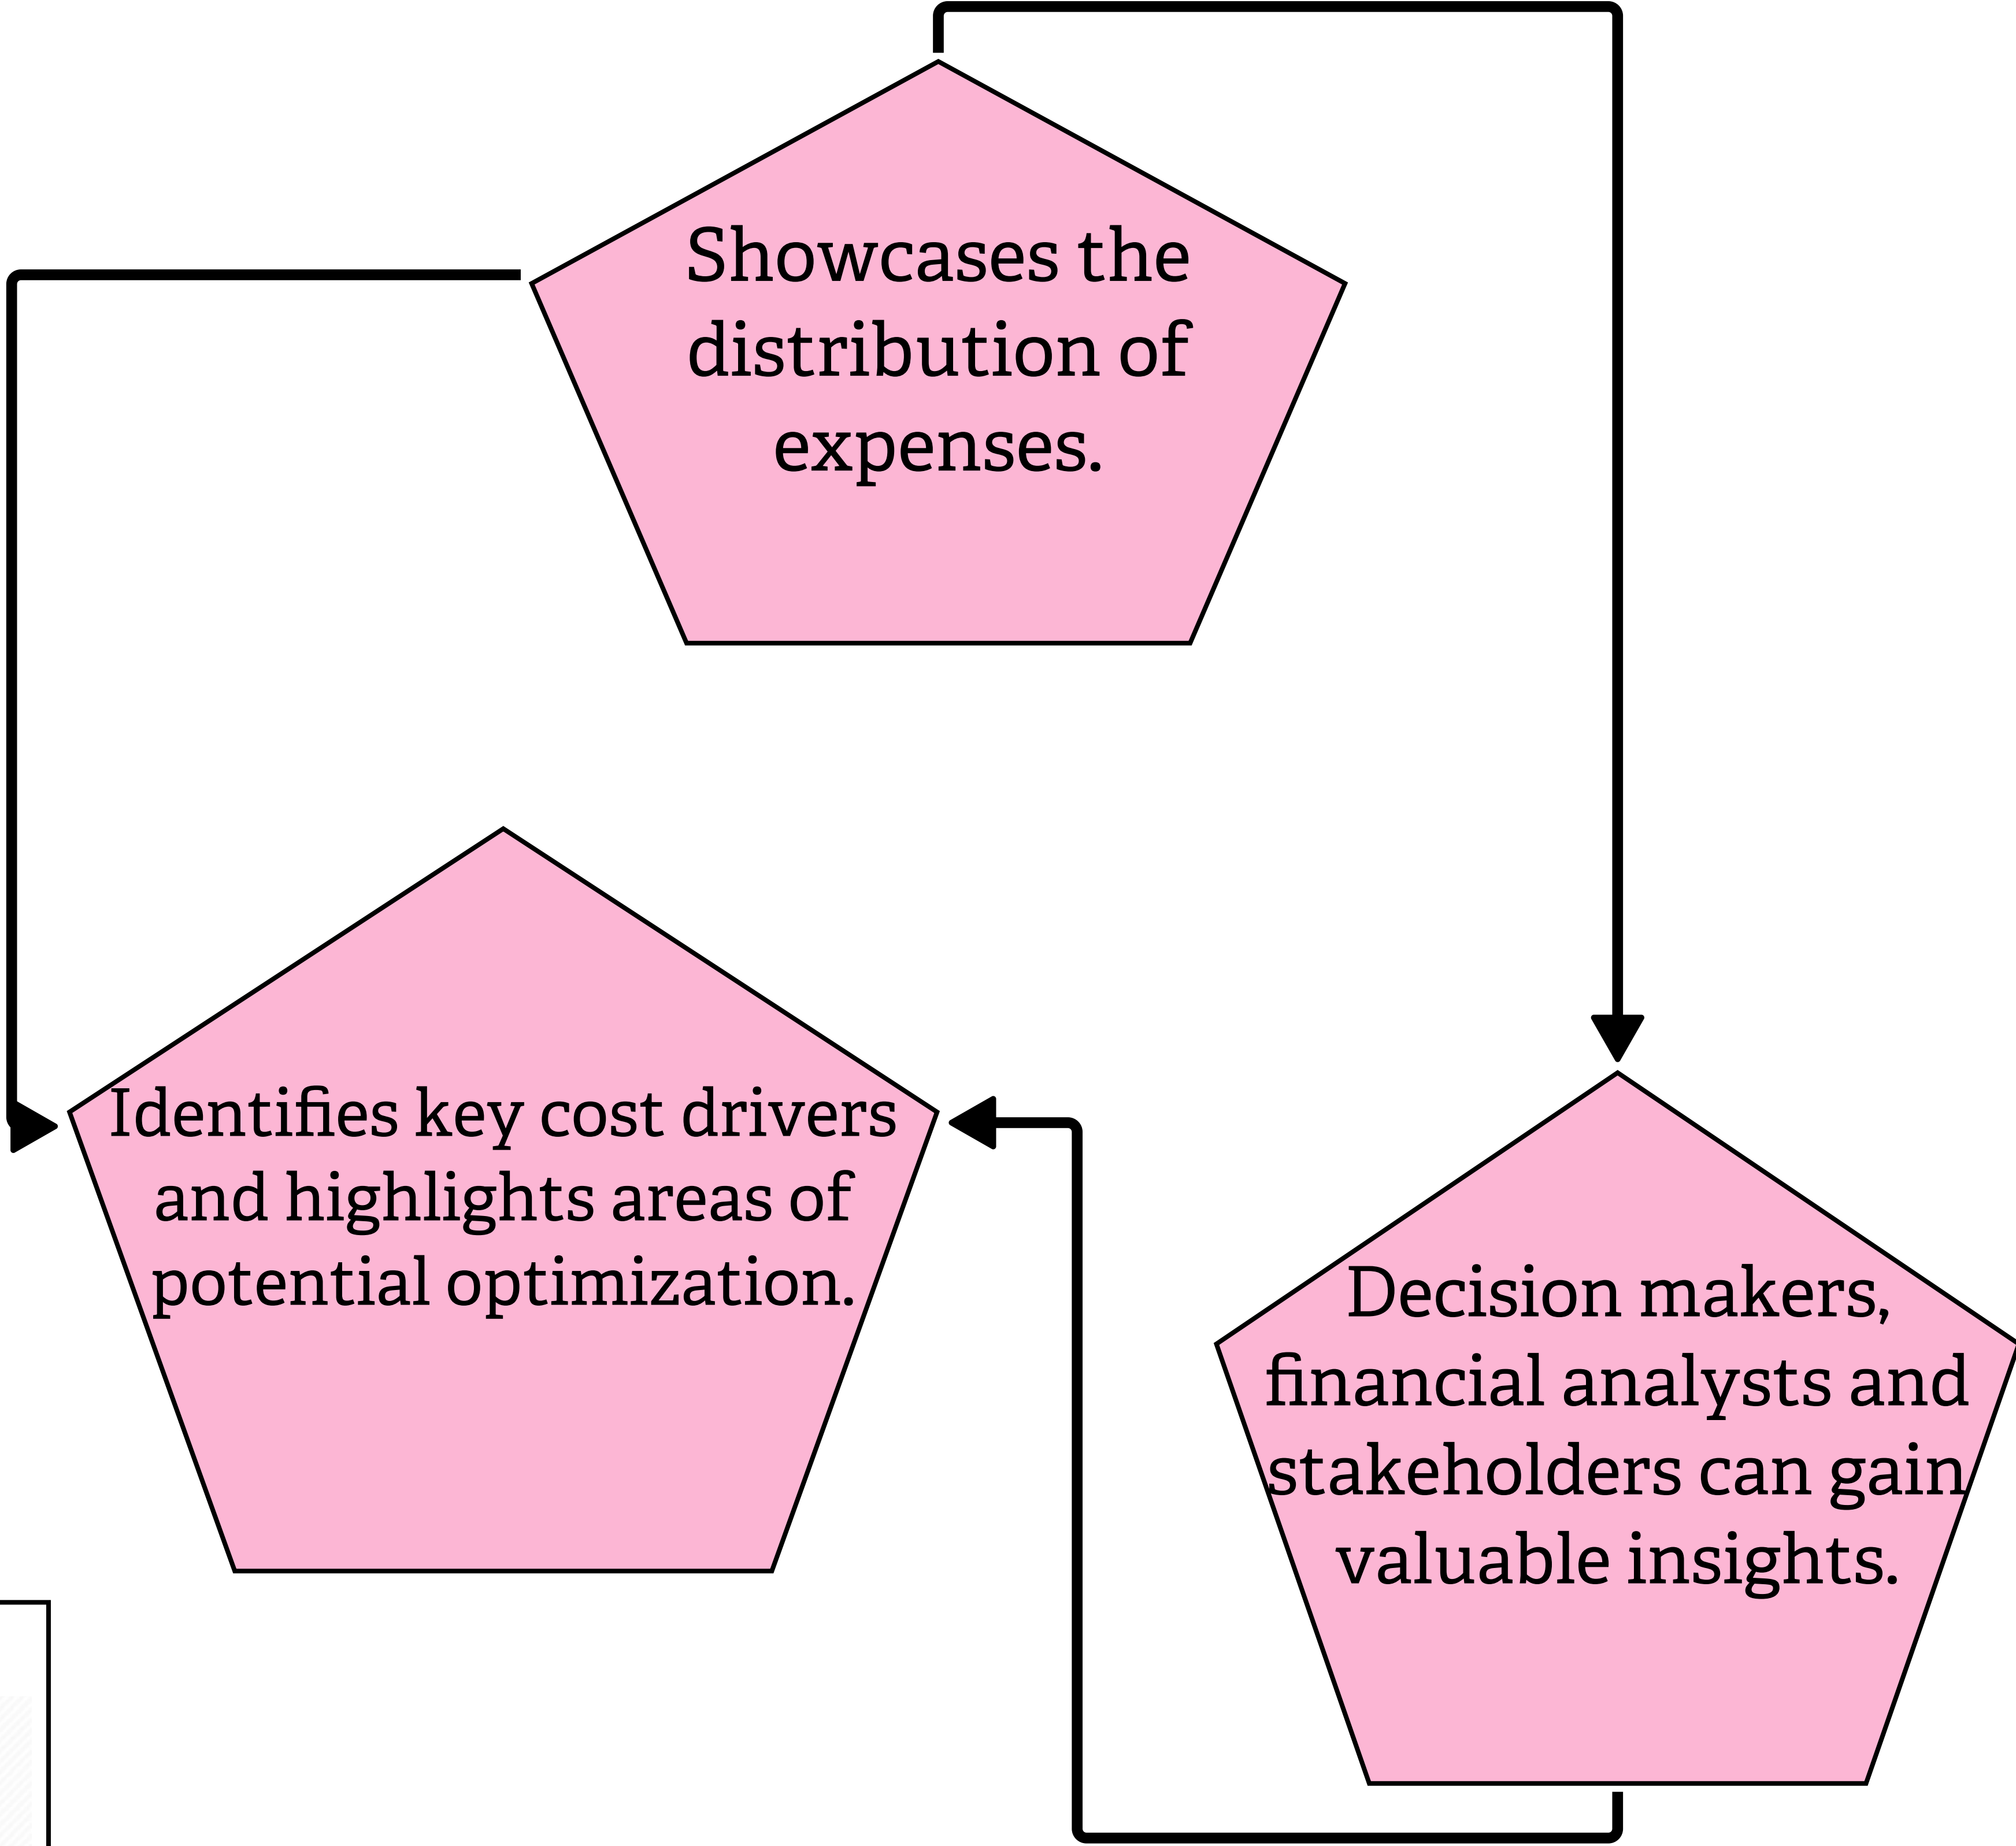 Showcases the
distribution of
expenses.
Identifies key cost drivers
and highlights areas of
potential optimization.
Decision makers,
financial analysts and
stakeholders can gain
valuable insights.